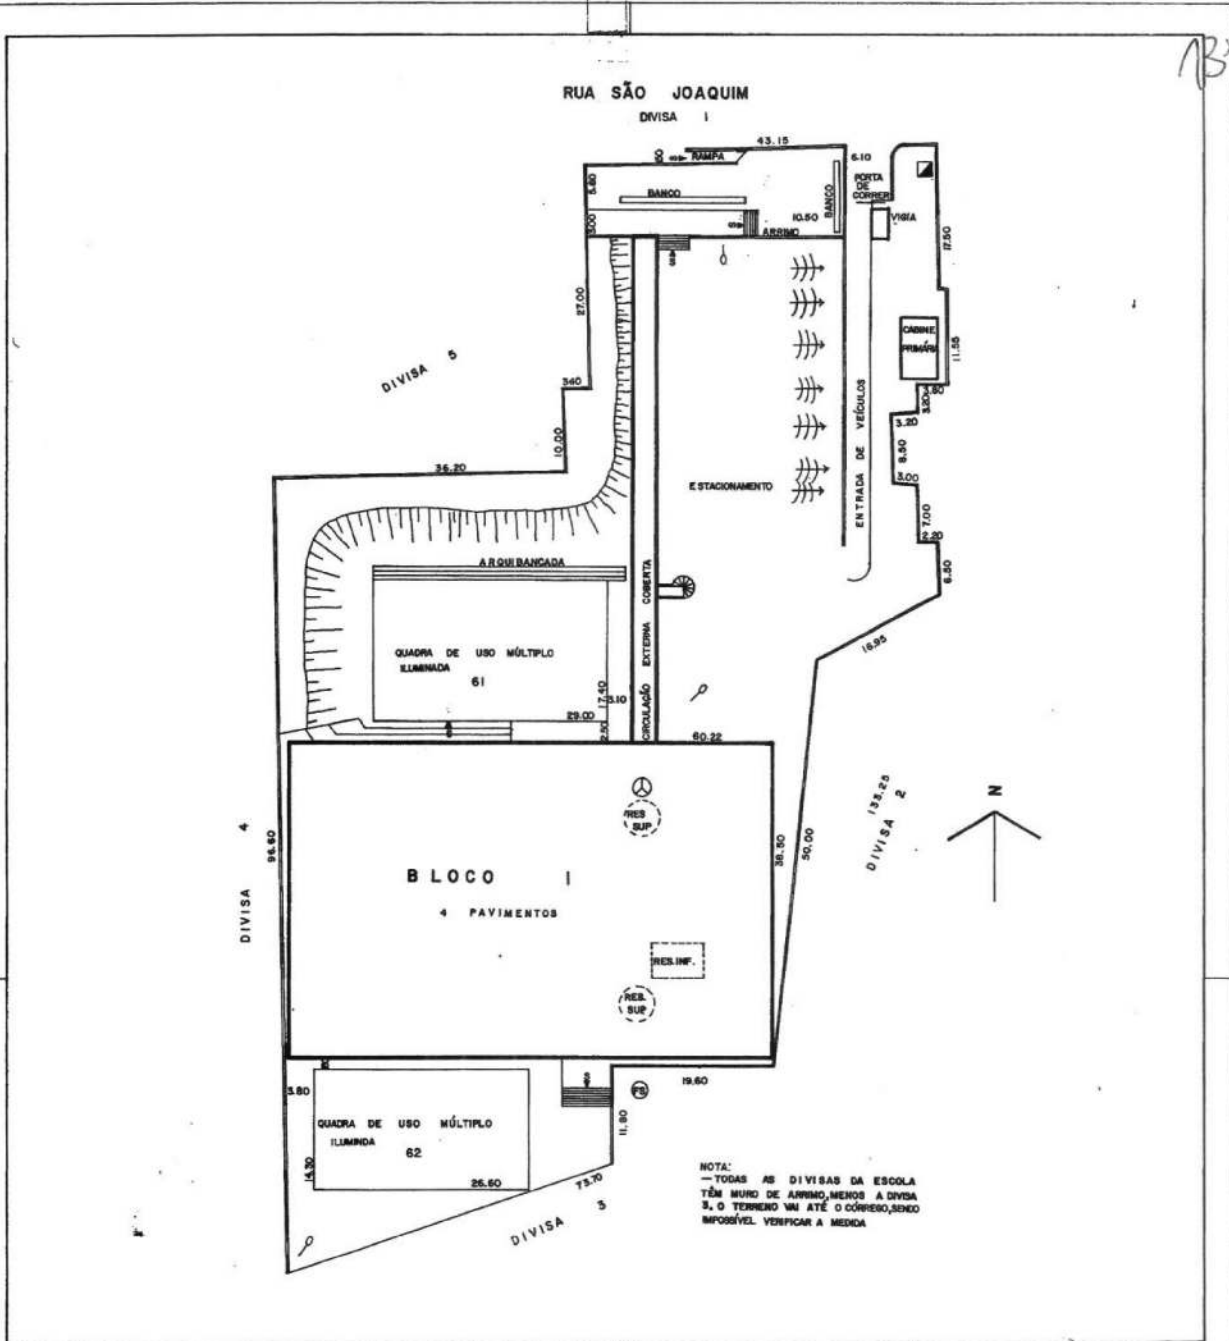 RUA SÃO JOAQUIM
DIVISA 1
43.15
RAMPA
6.10
PORTA
DE
CORRER
5.80
BANCO
BANCO
VIGIA
3.00
10.50
ARRIMO
17.50
27.00
CABINE
PRIMÁRIA
11.55
DIVISA 5
340
3.60
3.20
3.20
10.00
8.50
36.20
3.00
ESTACIONAMENTO
ENTRADA DE VEÍCULOS
7.00
2.20
ARQUIBANCADA
6.50
CIRCULAÇÃO EXTERNA COBERTA
QUADRA DE USO MÚLTIPLO
ILUMINADA
61
16.95
17.40
3.10
29.00
2.50
60.22
133.25
DIVISA 2
N
RES
SUP
DIVISA 4
96.60
38.50
50.00
BLOCO 1
4 PAVIMENTOS
RES.INF.
RES.
SUP
19.60
FS
3.80
11.80
QUADRA DE USO MÚLTIPLO
ILUMINDA
62
14.30
26.60
73.70
DIVISA 3
NOTA:
— TODAS AS DIVISAS DA ESCOLA
TÊM MURO DE ARRIMO, MENOS A DIVISA
3. O TERRENO VAI ATÉ O CÓRREGO, SENDO
IMPOSSÍVEL VERIFICAR A MEDIDA